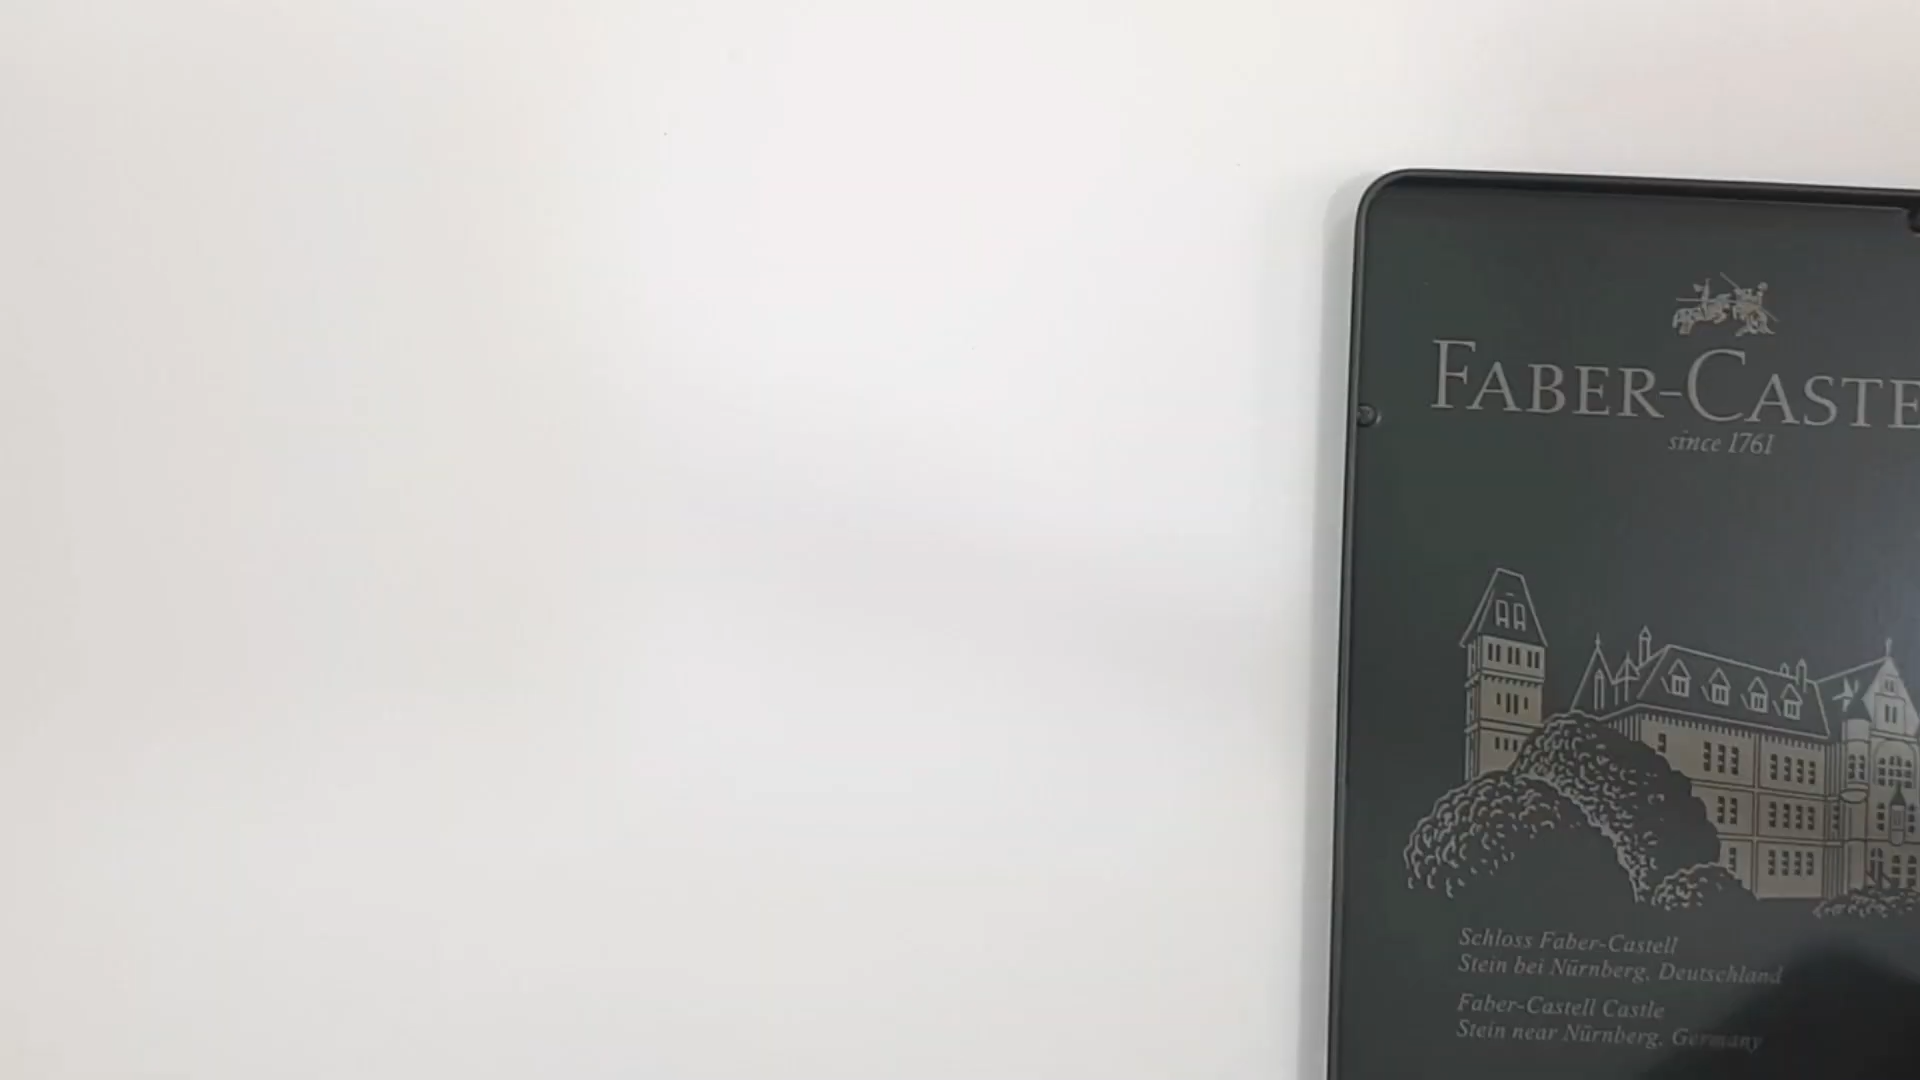 FABER-CASTE
since 1761
Schloss Faber-Castell
Stein bei Nürnberg, Deutschland
Faber-Castell Castle
Stein near Nürnberg, Germany